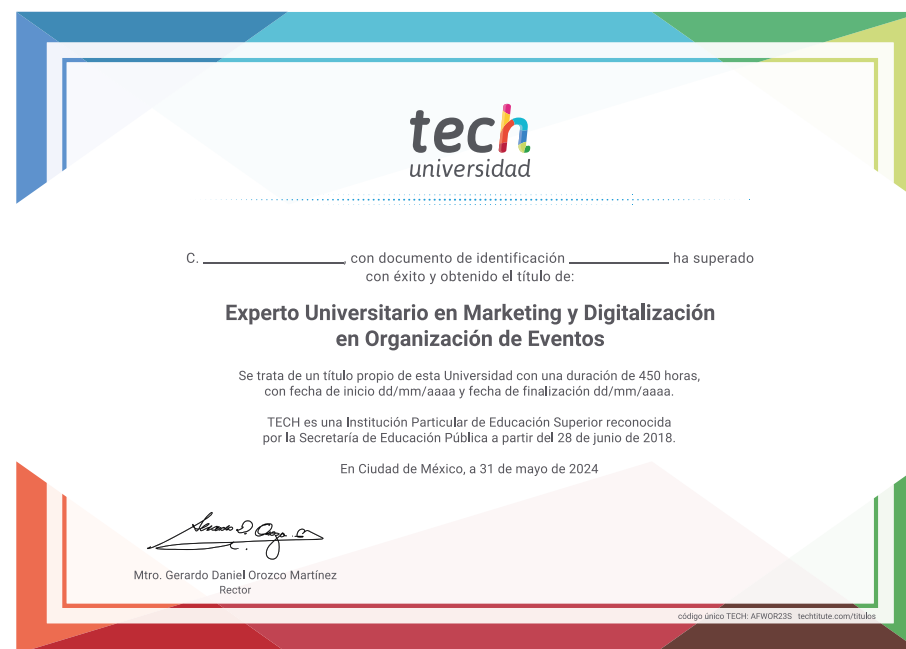 tech
universidad
C. ____________, con documento de identificación ____________ ha superado
con éxito y obtenido el título de:
Experto Universitario en Marketing y Digitalización
en Organización de Eventos
Se trata de un título propio de esta Universidad con una duración de 450 horas,
con fecha de inicio dd/mm/aaaa y fecha de finalización dd/mm/aaaa.
TECH es una Institución Particular de Educación Superior reconocida
por la Secretaría de Educación Pública a partir del 28 de junio de 2018.
En Ciudad de México, a 31 de mayo de 2024
Mtro. Gerardo Daniel Orozco Martínez
Rector
código único TECH: AFWOR23S techtitute.com/titulos